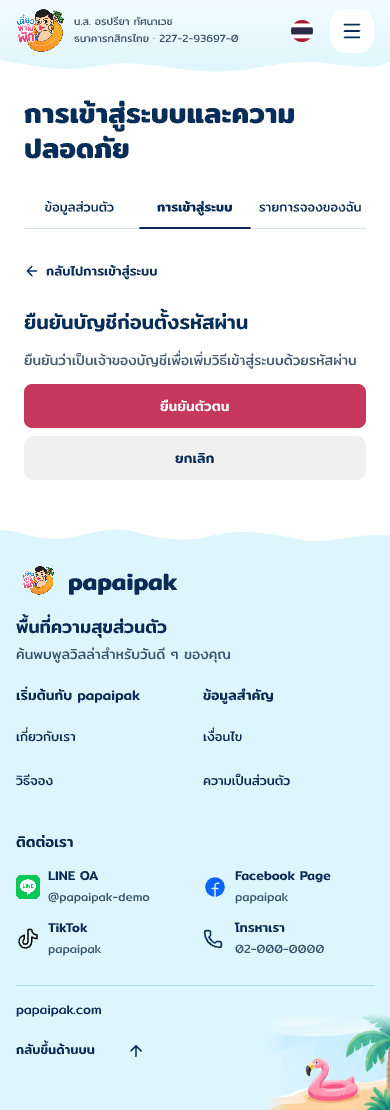 เที่ยวพาพัก
น.ส. อรปรียา ทัศนาเวช
ธนาคารกสิกรไทย · 227-2-93697-0
การเข้าสู่ระบบและความ
ปลอดภัย
ข้อมูลส่วนตัว การเข้าสู่ระบบ รายการจองของฉัน
← กลับไปการเข้าสู่ระบบ
ยืนยันบัญชีก่อนตั้งรหัสผ่าน
ยืนยันว่าเป็นเจ้าของบัญชีเพื่อเพิ่มวิธีเข้าสู่ระบบด้วยรหัสผ่าน
ยืนยันตัวตน
ยกเลิก
papaipak
พื้นที่ความสุขส่วนตัว
ค้นพบพูลวิลล่าสำหรับวันดี ๆ ของคุณ
เริ่มต้นกับ papaipak ข้อมูลสำคัญ
เกี่ยวกับเรา เงื่อนไข
วิธีจอง ความเป็นส่วนตัว
ติดต่อเรา
LINE LINE OA Facebook Page
@papaipak-demo papaipak
TikTok โทรหาเรา
papaipak 02-000-0000
papaipak.com
กลับขึ้นด้านบน ↑